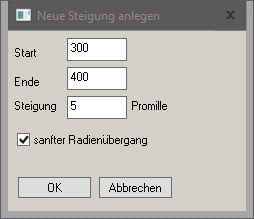 Neue Steigung anlegen
Start 300
Ende 400
Steigung 5 Promille
sanfter Radienübergang
OK Abbrechen